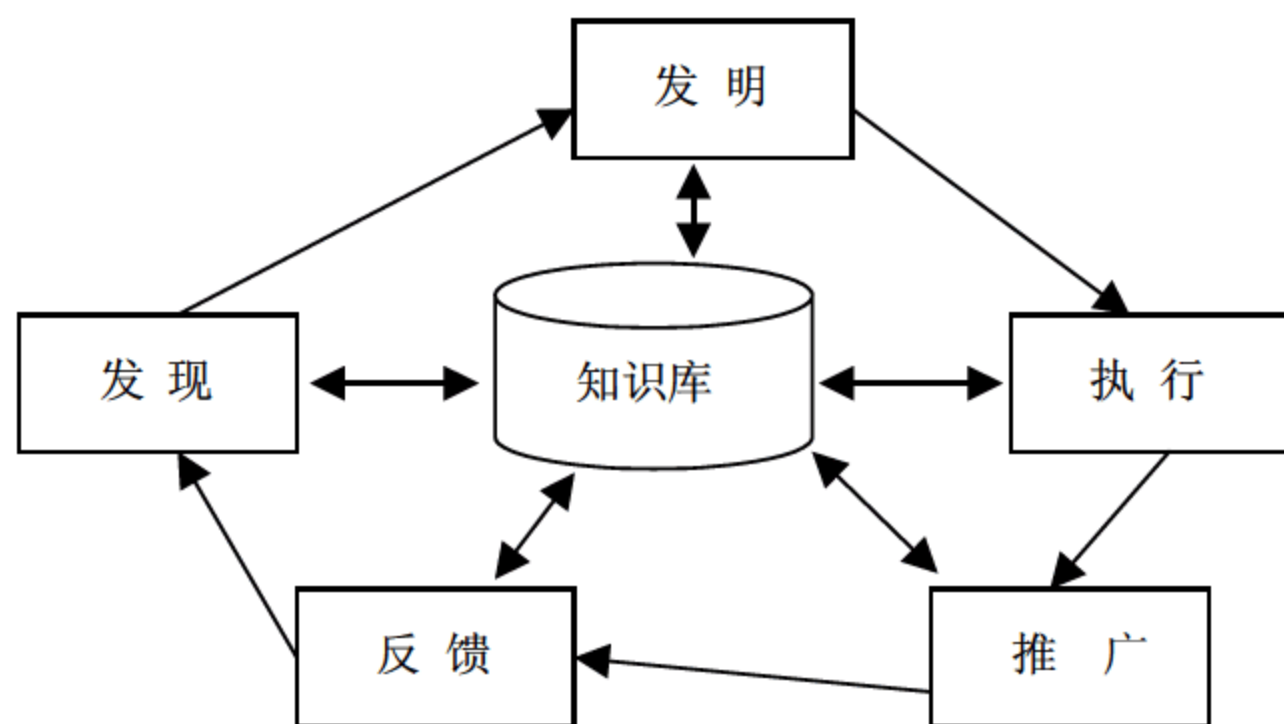 发 明
发 现
知识库
执 行
反 馈
推 广